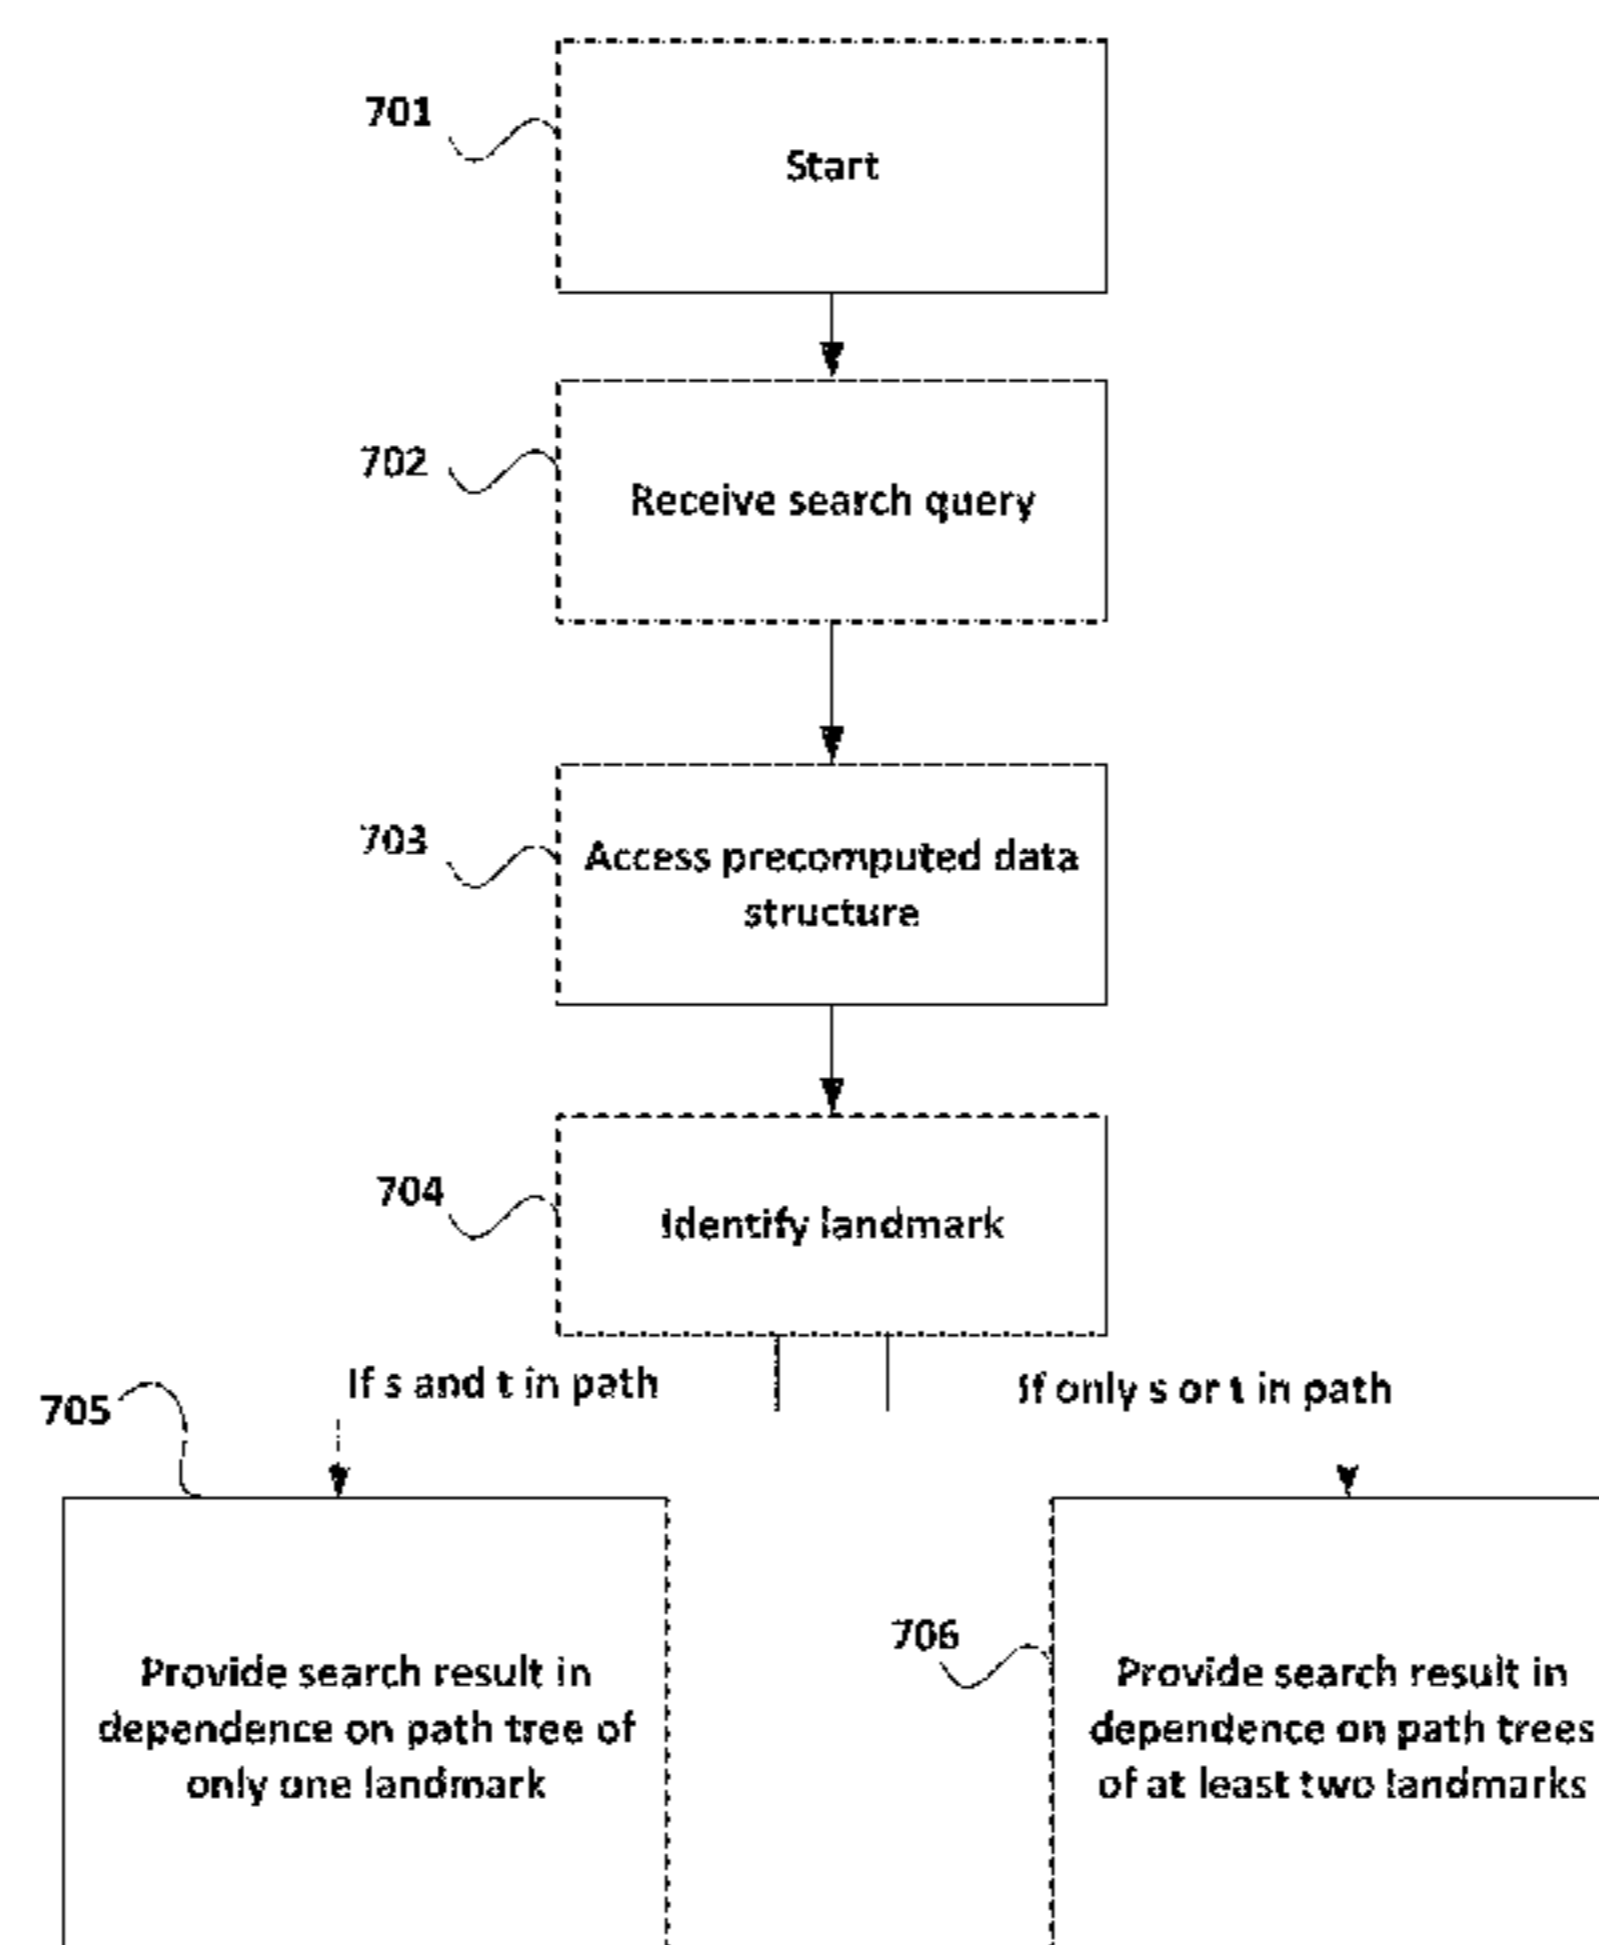 701
Start
702
Receive search query
703
Access precomputed data
structure
704
Identify landmark
If s and t in path
If only s or t in path
705
Provide search result in
dependence on path tree of
only one landmark
706
Provide search result in
dependence on path trees
of at least two landmarks